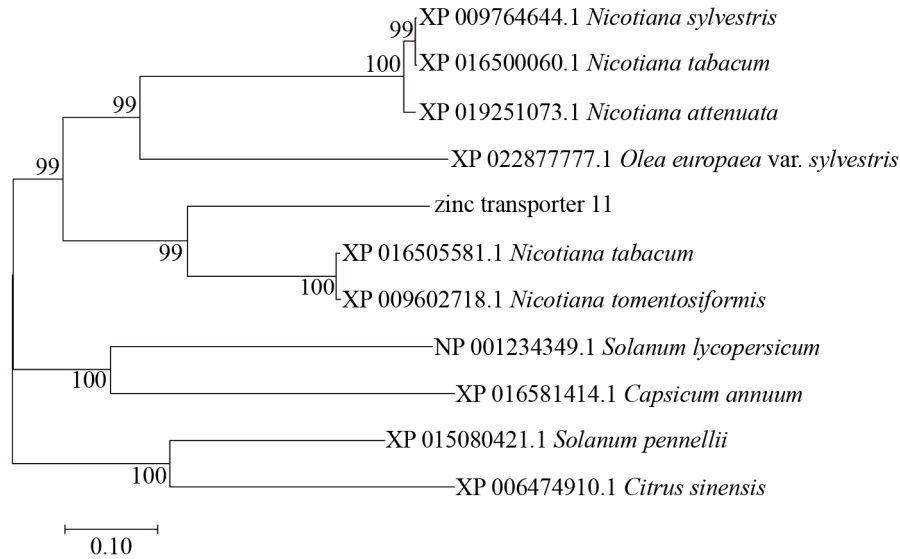 XP 009764644.1 Nicotiana sylvestris
99
XP 016500060.1 Nicotiana tabacum
100
99
XP 019251073.1 Nicotiana attenuata
XP 022877777.1 Olea europaea var. sylvestris
99
zinc transporter 11
99
XP 016505581.1 Nicotiana tabacum
100
XP 009602718.1 Nicotiana tomentosiformis
NP 001234349.1 Solanum lycopersicum
100
XP 016581414.1 Capsicum annuum
XP 015080421.1 Solanum pennellii
100
XP 006474910.1 Citrus sinensis
0.10